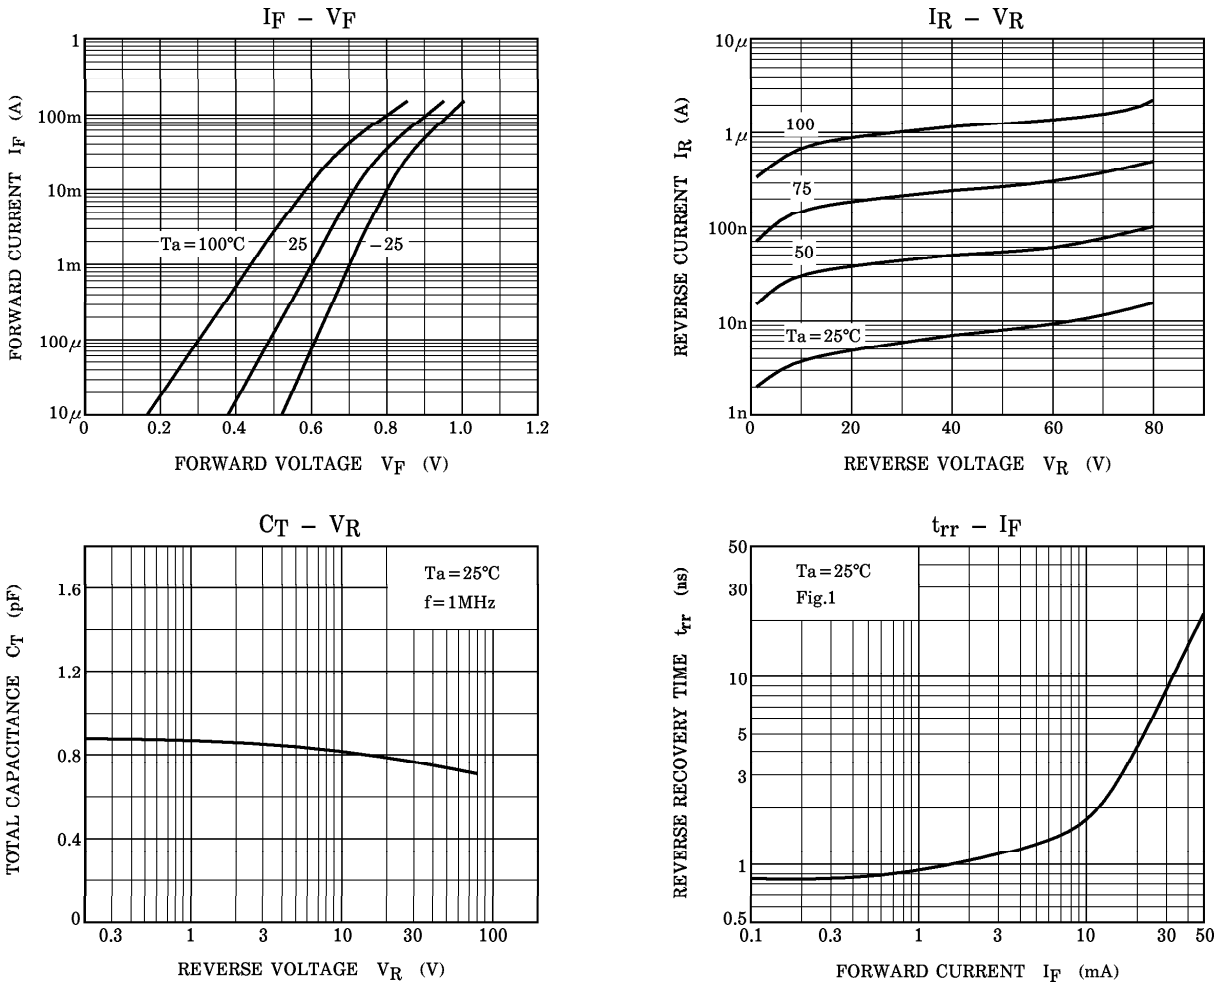 IF – VF
FORWARD CURRENT IF (A)
1
100m
10m
1m
100μ
10μ
Ta=100°C
25
−25
0
0.2
0.4
0.6
0.8
1.0
1.2
FORWARD VOLTAGE VF (V)
IR – VR
REVERSE CURRENT IR (A)
10μ
1μ
100n
10n
1n
100
75
50
Ta=25°C
0
20
40
60
80
REVERSE VOLTAGE VR (V)
CT – VR
TOTAL CAPACITANCE CT (pF)
1.6
1.2
0.8
0.4
0
Ta=25°C
f=1MHz
0.3
1
3
10
30
100
REVERSE VOLTAGE VR (V)
trr – IF
REVERSE RECOVERY TIME trr (ns)
50
30
10
5
3
1
0.5
Ta=25°C
Fig.1
0.1
0.3
1
3
10
30
50
FORWARD CURRENT IF (mA)